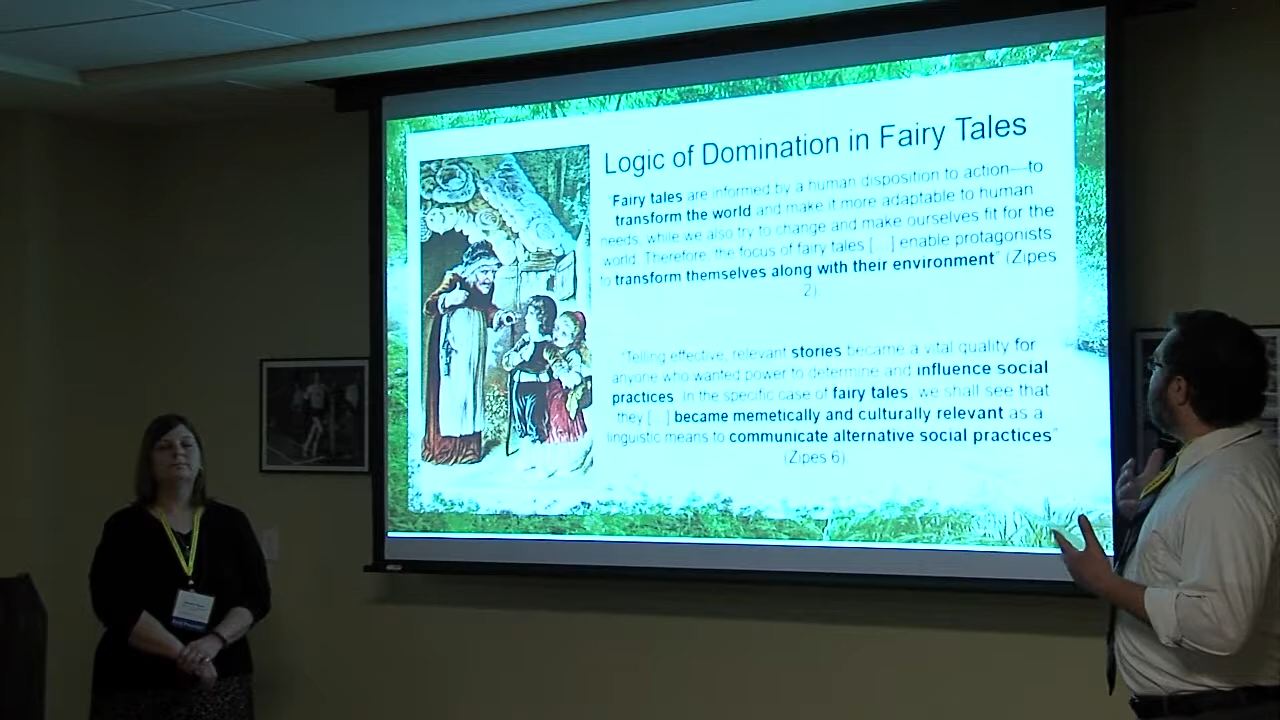 Logic of Domination in Fairy Tales
"Fairy tales are informed by a human disposition to action—to
transform the world and make it more adaptable to human
needs, while we also try to change and make ourselves fit for the
world. Therefore, the focus of fairy tales [ ] enable protagonists
to transform themselves along with their environment" (Zipes
2).
"Telling effective, relevant stories became a vital quality for
anyone who wanted power to determine and influence social
practices. In the specific case of fairy tales, we shall see that
they [ ] became memetically and culturally relevant as a
linguistic means to communicate alternative social practices"
(Zipes 6).